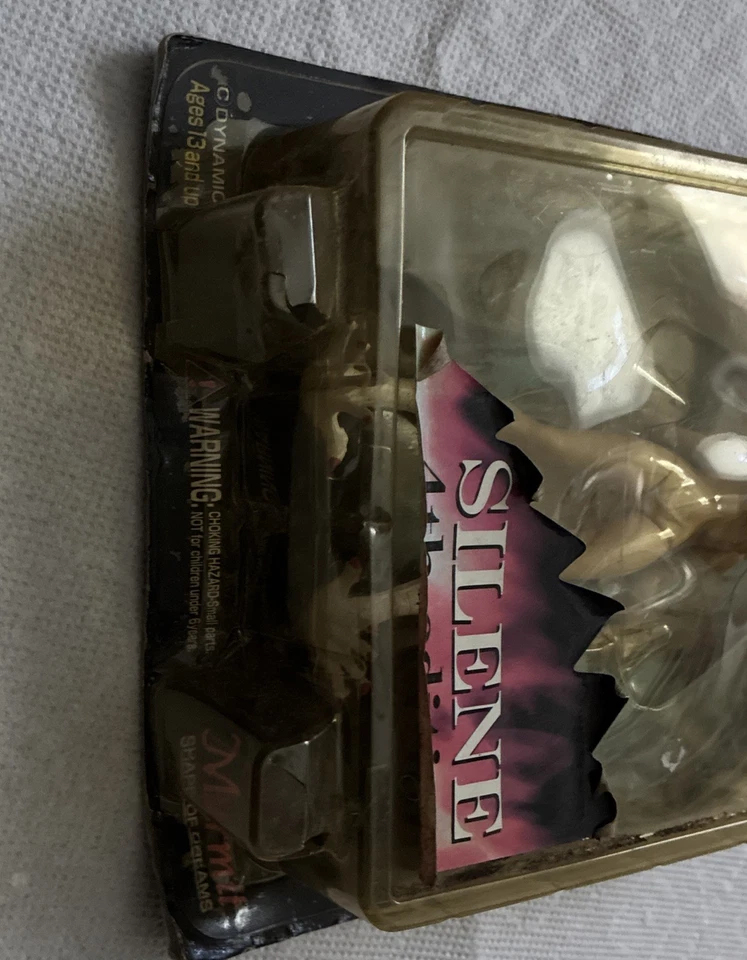 DYNAMIC
Ages 13 and Up
WARNING:
CHOKING HAZARD-Small parts.
NOT for children under 6 years.
SILENE
4th
SHAPE OF DREAMS